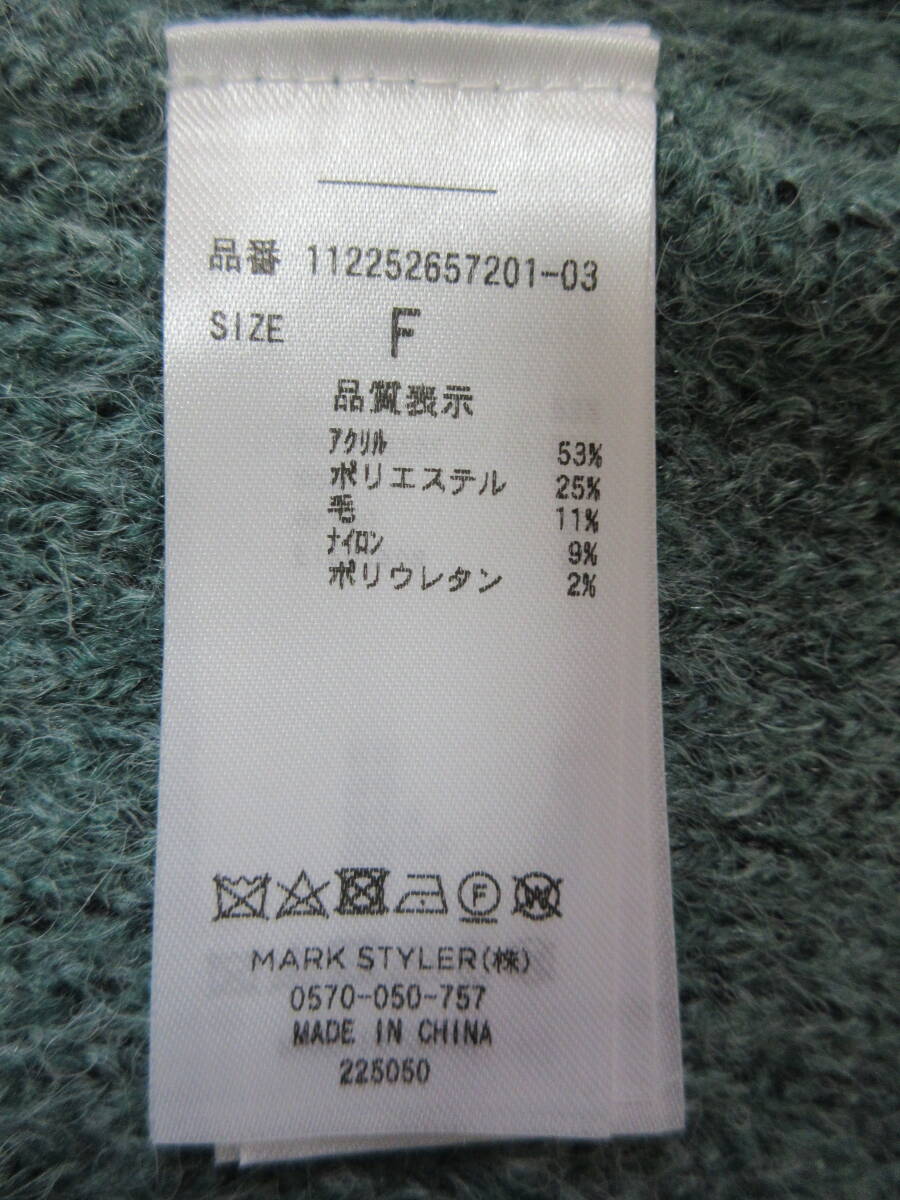 品番 112252657201-03
SIZE F
品質表示
アクリル 53%
ポリエステル 25%
毛 11%
ナイロン 9%
ポリウレタン 2%
F W
MARK STYLER(株)
0570-050-757
MADE IN CHINA
225050